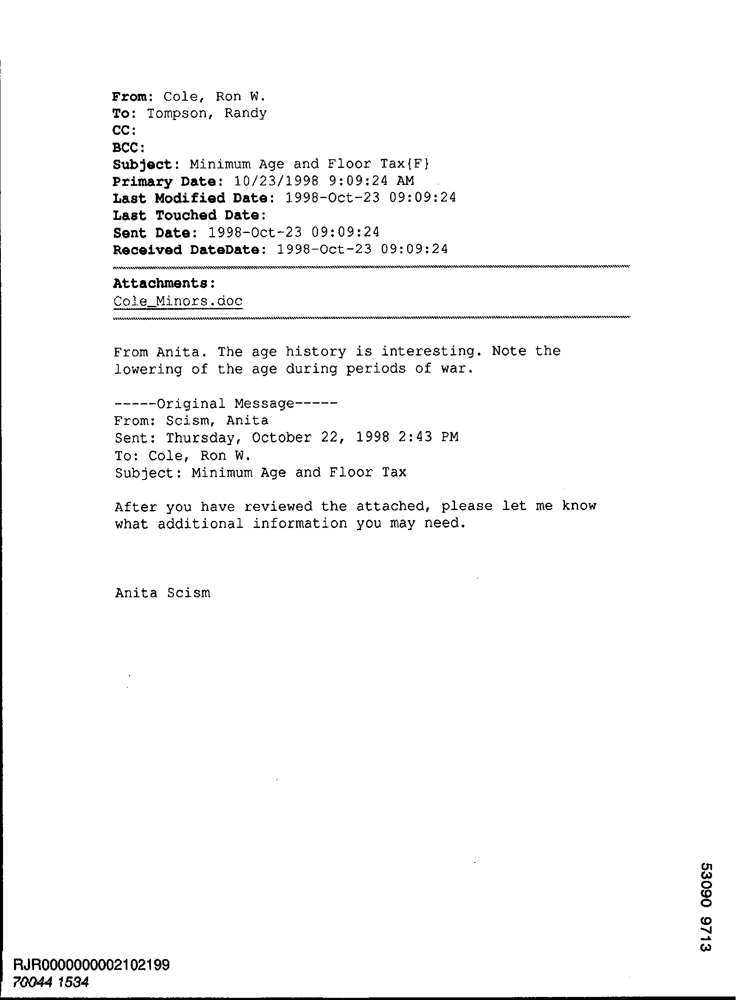 From: Cole, Ron W.
To: Tompson, Randy
CC:
BCC:
Subject: Minimum Age and Floor Tax{F}
Primary Date: 10/23/1998 9:09:24 AM
Last Modified Date: 1998-Oct-23 09:09:24
Last Touched Date:
Sent Date: 1998-Oct-23 09:09:24
Received DateDate: 1998-Oct-23 09:09:24
Attachments:
Cole_Minors.doc
From Anita. The age history is interesting. Note the
lowering of the age during periods of war.
-----Original Message-----
From: Scism, Anita
Sent: Thursday, October 22, 1998 2:43 PM
To: Cole, Ron W.
Subject: Minimum Age and Floor Tax
After you have reviewed the attached, please let me know
what additional information you may need.
Anita Scism
53090 9713
RJR0000000002102199
70044 1534